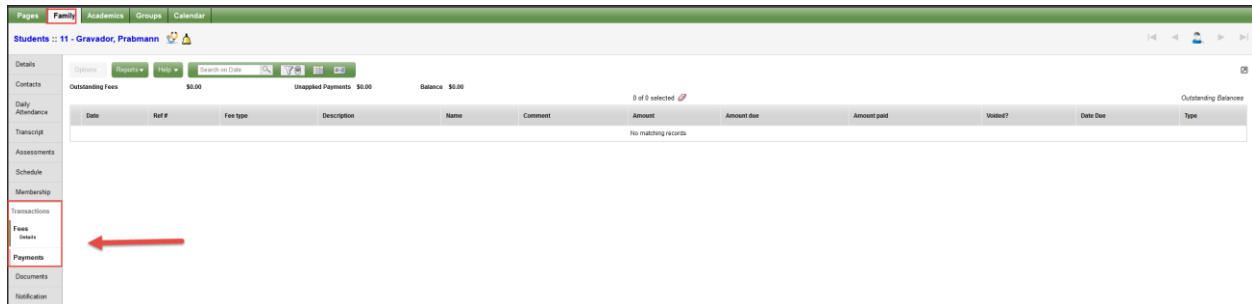 Pages Family Academics Groups Calendar
Students :: 11 - Gravador, Prabmann
Details
Contacts
Daily
Attendance
Transcript
Assessments
Schedule
Membership
Transactions
Fees
Details
Payments
Documents
Notification
Options Reports Help Search on Date
Outstanding Fees $0.00 Unapplied Payments $0.00 Balance $0.00
0 of 0 selected Outstanding Balances
Date Ref # Fee type Description Name Comment Amount Amount due Amount paid Voided? Date Due Type
No matching records